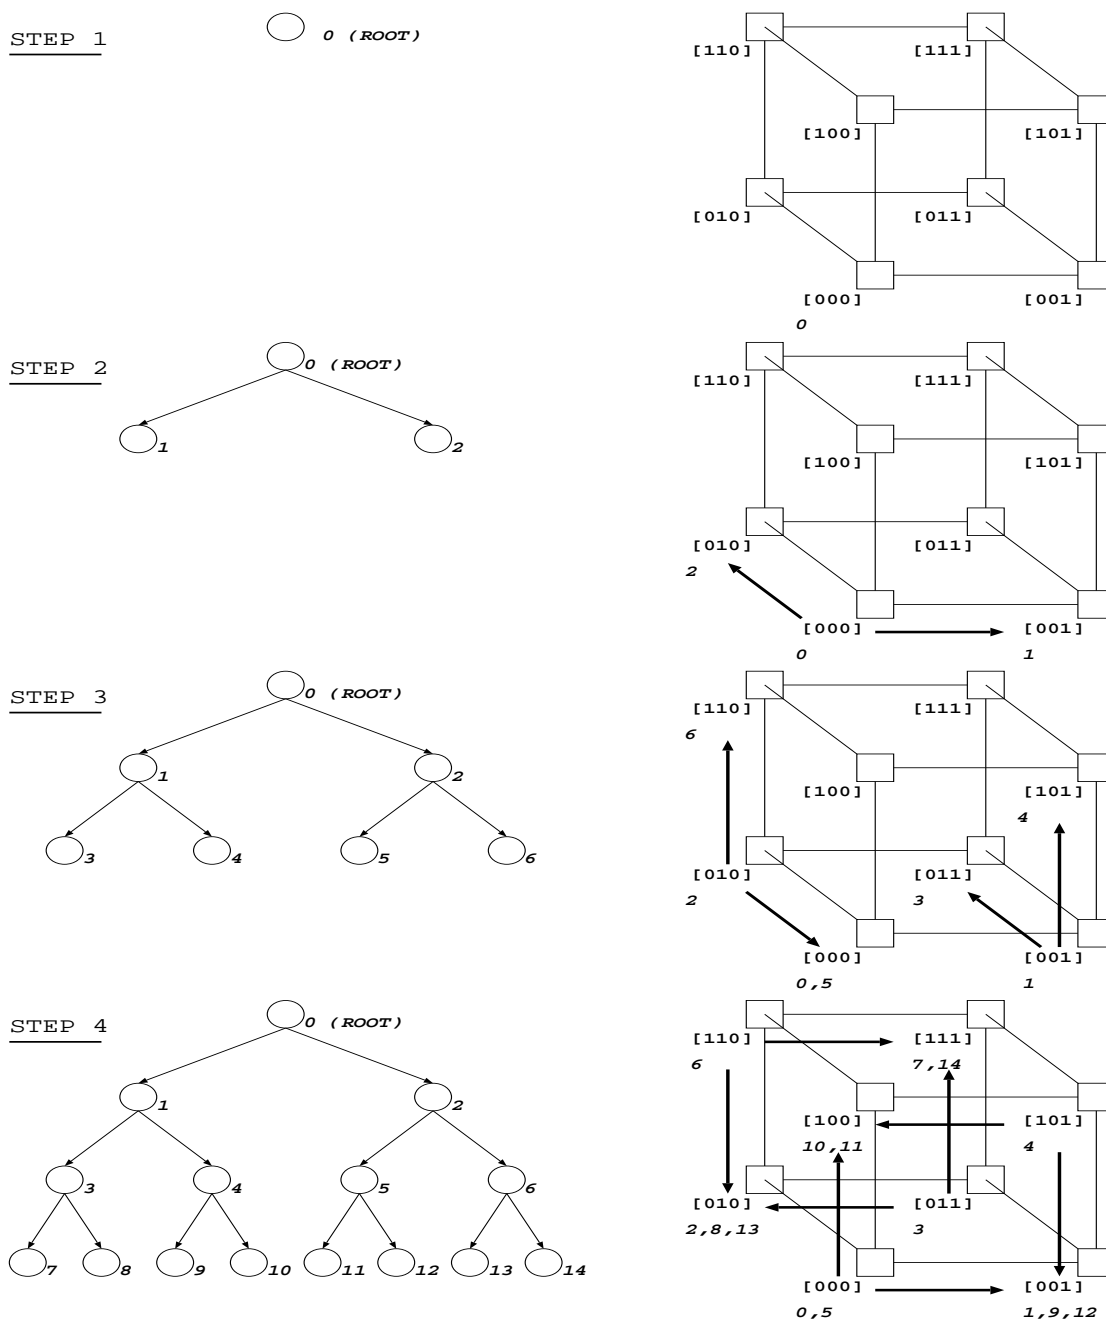 STEP 1
0 (ROOT)
[110] [111]
[100] [101]
[010] [011]
[000] [001]
0
STEP 2
0 (ROOT)
1 2
[110] [111]
[100] [101]
[010] [011]
2
[000] [001]
0 1
STEP 3
0 (ROOT)
1 2
3 4 5 6
[110] [111]
6
[100] [101]
4
[010] [011]
2 3
[000] [001]
0,5 1
STEP 4
0 (ROOT)
1 2
3 4 5 6
7 8 9 10 11 12 13 14
[110] [111]
6 7,14
[100] [101]
10,11 4
[010] [011]
2,8,13 3
[000] [001]
0,5 1,9,12